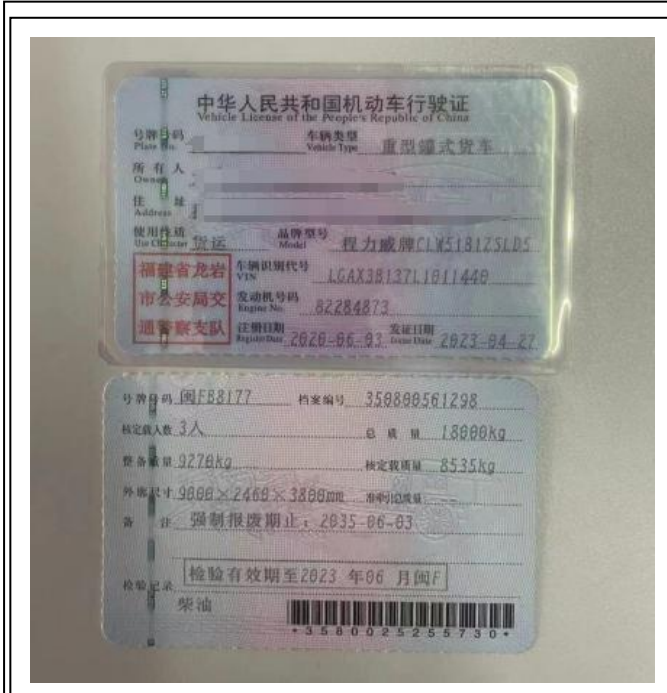 中华人民共和国机动车行驶证
Vehicle License of the People's Republic of China
号牌号码 Plate No. 车辆类型 Vehicle Type 重型罐式货车
所有人 Owner
住址 Address
使用性质 Use Character 货运 品牌型号 Model 程力威牌CLW5181ZSLD5
福建省龙岩市公安局交通警察支队
车辆识别代号 VIN LGAX3B137L1011440
发动机号码 Engine No. 82284873
注册日期 Register Date 2020-06-03 发证日期 Issue Date 2023-04-27
号牌号码 闽FB8177 档案编号 350800561298
核定载人数 3人 总质量 18000kg
整备质量 9270kg 核定载质量 8535kg
外廓尺寸 9000×2460×3800mm 准牵引总质量 --
备注 强制报废期止：2035-06-03
检验记录 检验有效期至2023年06月闽F
柴油
*3580025255730*